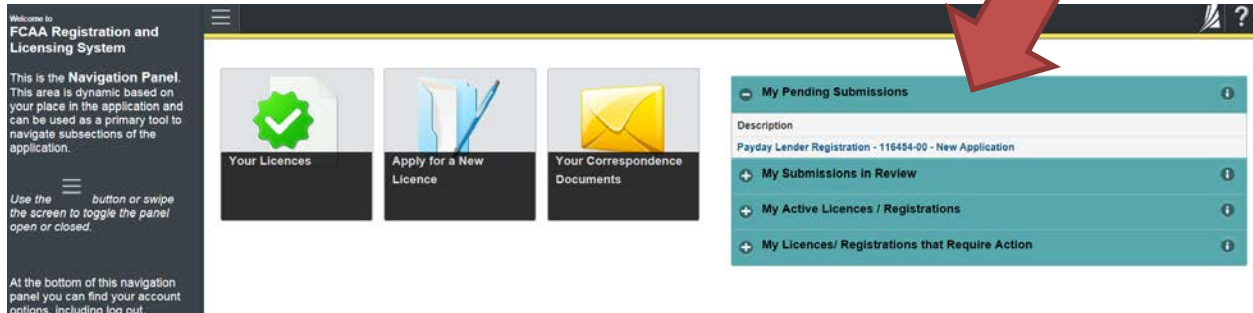 Welcome to
FCAA Registration and
Licensing System
This is the Navigation Panel.
This area is dynamic based on
your place in the application and
can be used as a primary tool to
navigate subsections of the
application.
Use the button or swipe
the screen to toggle the panel
open or closed.
At the bottom of this navigation
panel you can find your account
options, including log out.
Your Licences
Apply for a New
Licence
Your Correspondence
Documents
?
My Pending Submissions
Description
Payday Lender Registration - 116454-00 - New Application
My Submissions in Review
My Active Licences / Registrations
My Licences/ Registrations that Require Action